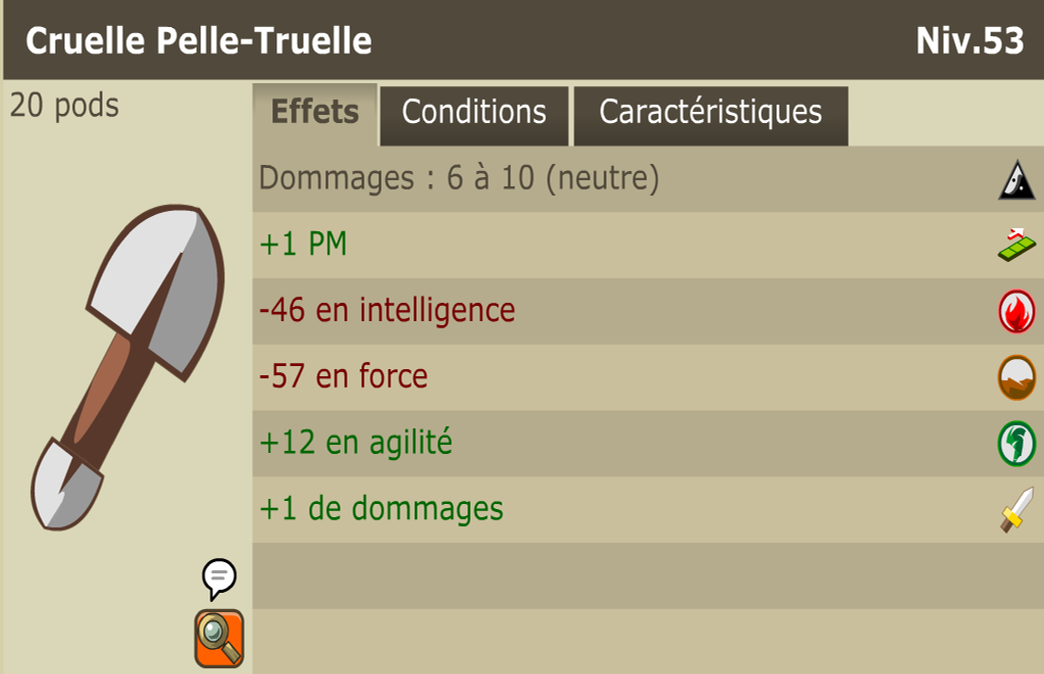 Cruelle Pelle-Truelle
Niv.53
20 pods
Effets
Conditions
Caractéristiques
Dommages : 6 à 10 (neutre)
+1 PM
-46 en intelligence
-57 en force
+12 en agilité
+1 de dommages